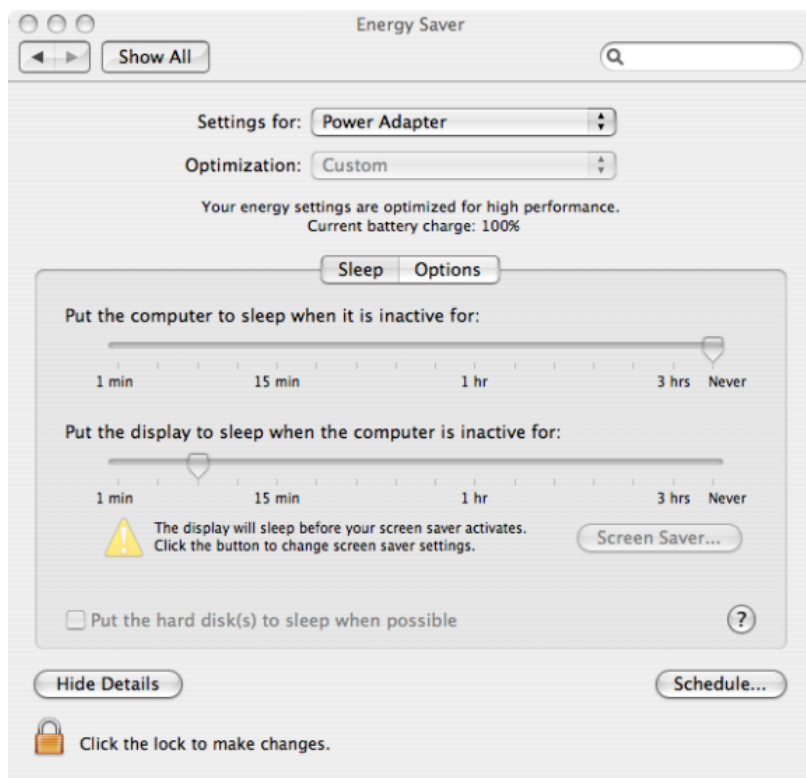 Energy Saver
Show All
Settings for: Power Adapter
Optimization: Custom
Your energy settings are optimized for high performance.
Current battery charge: 100%
Sleep Options
Put the computer to sleep when it is inactive for:
1 min 15 min 1 hr 3 hrs Never
Put the display to sleep when the computer is inactive for:
1 min 15 min 1 hr 3 hrs Never
The display will sleep before your screen saver activates.
Click the button to change screen saver settings.
Screen Saver...
Put the hard disk(s) to sleep when possible ?
Hide Details Schedule...
Click the lock to make changes.